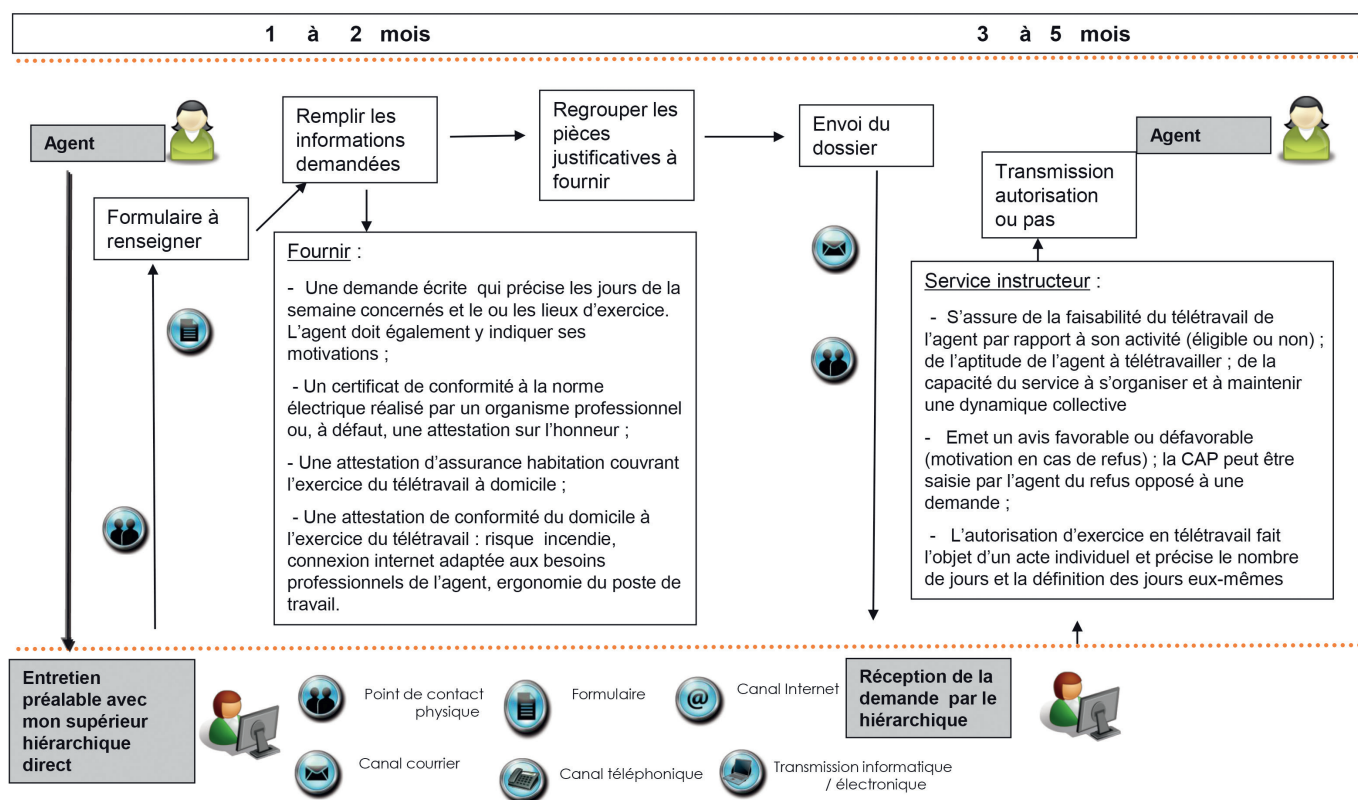 1 à 2 mois
3 à 5 mois
Agent
Formulaire à
renseigner
Remplir les
informations
demandées
Regrouper les
pièces
justificatives à
fournir
Envoi du
dossier
Agent
Transmission
autorisation
ou pas
Fournir :
- Une demande écrite qui précise les jours de la
semaine concernés et le ou les lieux d’exercice.
L’agent doit également y indiquer ses
motivations ;
- Un certificat de conformité à la norme
électrique réalisé par un organisme professionnel
ou, à défaut, une attestation sur l’honneur ;
- Une attestation d’assurance habitation couvrant
l’exercice du télétravail à domicile ;
- Une attestation de conformité du domicile à
l’exercice du télétravail : risque incendie,
connexion internet adaptée aux besoins
professionnels de l’agent, ergonomie du poste de
travail.
Service instructeur :
- S’assure de la faisabilité du télétravail de
l’agent par rapport à son activité (éligible ou non) ;
de l’aptitude de l’agent à télétravailler ; de la
capacité du service à s’organiser et à maintenir
une dynamique collective
- Emet un avis favorable ou défavorable
(motivation en cas de refus) ; la CAP peut être
saisie par l’agent du refus opposé à une
demande ;
- L’autorisation d’exercice en télétravail fait
l’objet d’un acte individuel et précise le nombre
de jours et la définition des jours eux-mêmes
Entretien
préalable avec
mon supérieur
hiérarchique
direct
Point de contact
physique
Formulaire
@
Canal Internet
Canal courrier
Canal téléphonique
Transmission informatique
/ électronique
Réception de la
demande par le
hiérarchique